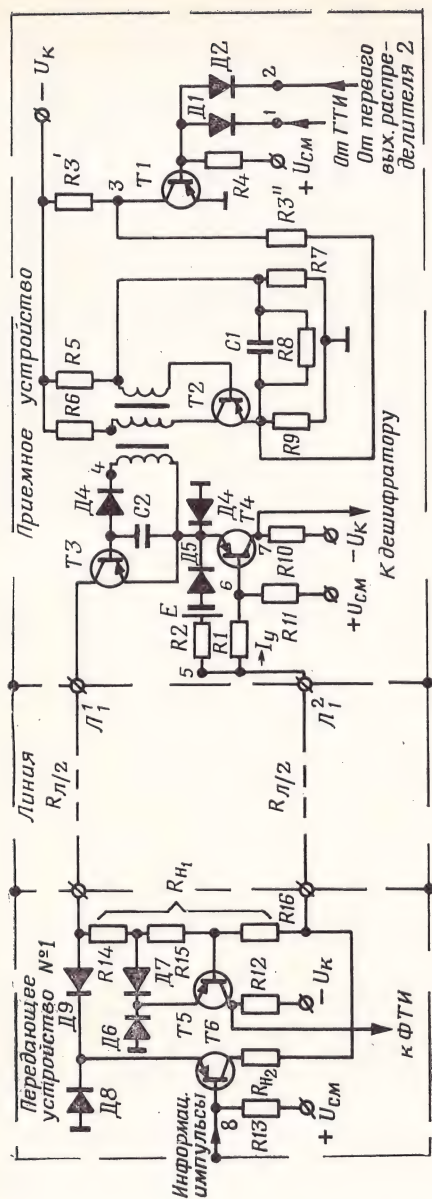 Передающее
устройство №1
Линия
Приемное устройство
Д9
Д8
R14
Rн1
Д6
Д7
R15
T5
T6
R16
R12
– Uк
Информац.
импульсы
8
R13
Rн2
+ Uсм
к ФТИ
Rл/2
Rл/2
Л1¹
Л1²
T3
Д4
4
C2
Д5
Д4
T4
E
R2
R1
5
6
7
→Iу
R10
R11
+Uсм –Uк
К дешифратору
R6
R5
T2
C1
R8
R9
R7
R3'
3
R3''
T1
R4
Д1
Д2
1
2
– Uк
+ Uсм
От ГТИ
От первого
вых. распре-
делителя 2